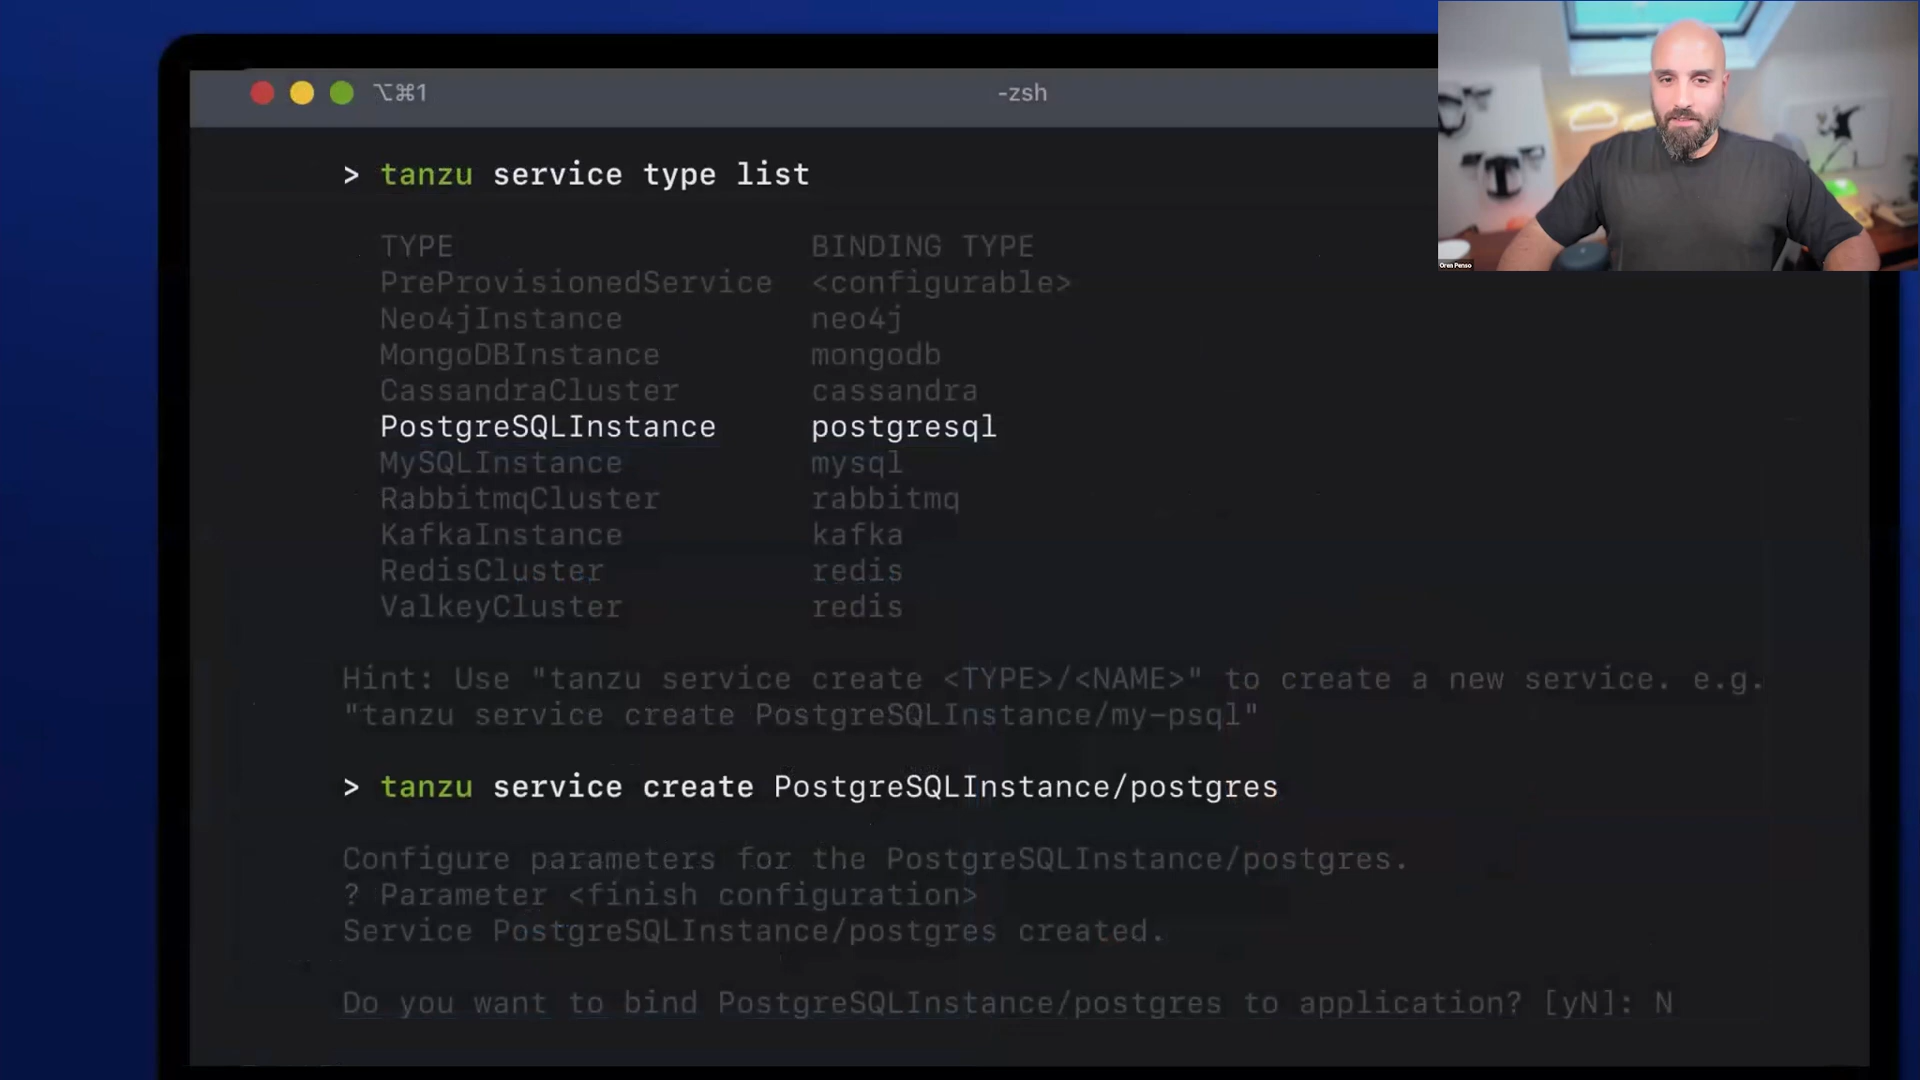 ⌥⌘1
-zsh
> tanzu service type list
TYPE BINDING TYPE
PreProvisionedService <configurable>
Neo4jInstance neo4j
MongoDBInstance mongodb
CassandraCluster cassandra
PostgreSQLInstance postgresql
MySQLInstance mysql
RabbitmqCluster rabbitmq
KafkaInstance kafka
RedisCluster redis
ValkeyCluster redis
Hint: Use "tanzu service create <TYPE>/<NAME>" to create a new service. e.g.
"tanzu service create PostgreSQLInstance/my-psql"
> tanzu service create PostgreSQLInstance/postgres
Configure parameters for the PostgreSQLInstance/postgres.
? Parameter <finish configuration>
Service PostgreSQLInstance/postgres created.
Do you want to bind PostgreSQLInstance/postgres to application? [yN]: N
Oren Penso